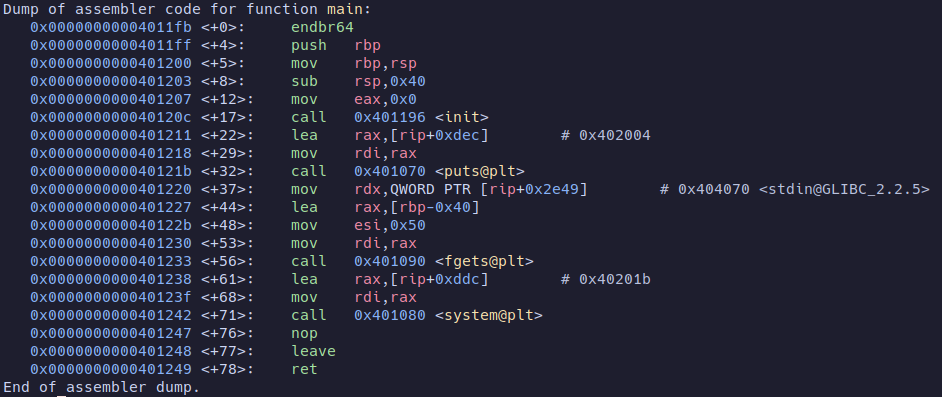 Dump of assembler code for function main:
   0x00000000004011fb <+0>:     endbr64
   0x00000000004011ff <+4>:     push   rbp
   0x0000000000401200 <+5>:     mov    rbp,rsp
   0x0000000000401203 <+8>:     sub    rsp,0x40
   0x0000000000401207 <+12>:    mov    eax,0x0
   0x000000000040120c <+17>:    call   0x401196 <init>
   0x0000000000401211 <+22>:    lea    rax,[rip+0xdec]        # 0x402004
   0x0000000000401218 <+29>:    mov    rdi,rax
   0x000000000040121b <+32>:    call   0x401070 <puts@plt>
   0x0000000000401220 <+37>:    mov    rdx,QWORD PTR [rip+0x2e49]        # 0x404070 <stdin@GLIBC_2.2.5>
   0x0000000000401227 <+44>:    lea    rax,[rbp-0x40]
   0x000000000040122b <+48>:    mov    esi,0x50
   0x0000000000401230 <+53>:    mov    rdi,rax
   0x0000000000401233 <+56>:    call   0x401090 <fgets@plt>
   0x0000000000401238 <+61>:    lea    rax,[rip+0xddc]        # 0x40201b
   0x000000000040123f <+68>:    mov    rdi,rax
   0x0000000000401242 <+71>:    call   0x401080 <system@plt>
   0x0000000000401247 <+76>:    nop
   0x0000000000401248 <+77>:    leave
   0x0000000000401249 <+78>:    ret
End of assembler dump.